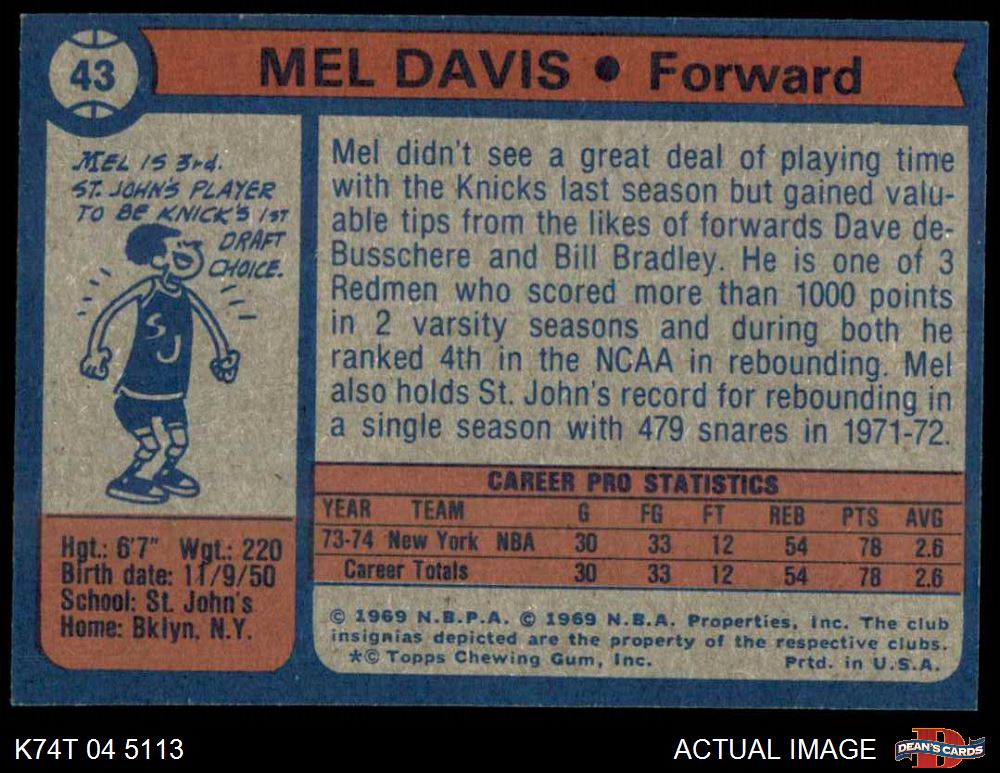 43
MEL DAVIS ● Forward
MEL IS 3rd.
ST. JOHN'S PLAYER
TO BE KNICK'S 1ST
DRAFT
CHOICE.
SJ
Mel didn't see a great deal of playing time
with the Knicks last season but gained valu-
able tips from the likes of forwards Dave de-
Busschere and Bill Bradley. He is one of 3
Redmen who scored more than 1000 points
in 2 varsity seasons and during both he
ranked 4th in the NCAA in rebounding. Mel
also holds St. John's record for rebounding in
a single season with 479 snares in 1971-72.
Hgt.: 6'7" Wgt.: 220
Birth date: 11/9/50
School: St. John's
Home: Bklyn, N.Y.
CAREER PRO STATISTICS
YEAR TEAM G FG FT REB PTS AVG
73-74 New York NBA 30 33 12 54 78 2.6
Career Totals 30 33 12 54 78 2.6
© 1969 N.B.P.A. © 1969 N.B.A. Properties, Inc. The club
insignias depicted are the property of the respective clubs.
*© Topps Chewing Gum, Inc. Prtd. in U.S.A.
K74T 04 5113
ACTUAL IMAGE
D
DEAN'S CARDS